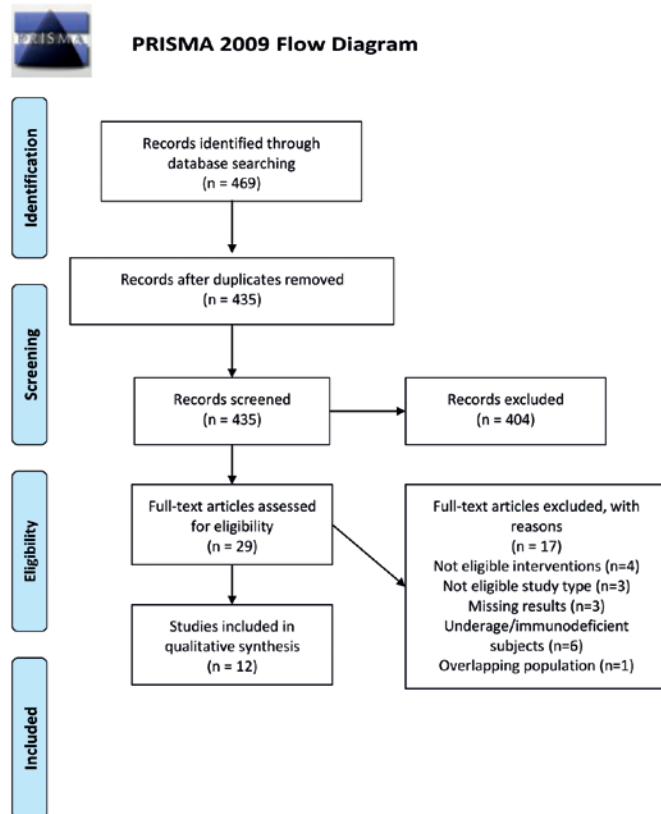 PRISMA
PRISMA 2009 Flow Diagram
Identification
Records identified through
database searching
(n = 469)
Records after duplicates removed
(n = 435)
Screening
Records screened
(n = 435)
Records excluded
(n = 404)
Eligibility
Full-text articles assessed
for eligibility
(n = 29)
Full-text articles excluded, with
reasons
(n = 17)
Not eligible interventions (n=4)
Not eligible study type (n=3)
Missing results (n=3)
Underage/immunodeficient
subjects (n=6)
Overlapping population (n=1)
Studies included in
qualitative synthesis
(n = 12)
Included